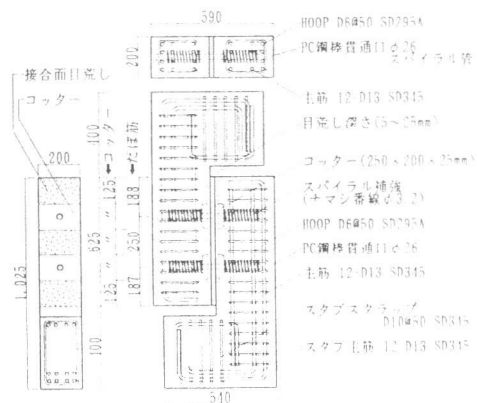 590
200
HOOP D6@50 SD295A
PC鋼棒貫通口φ26
スパイラル管
主筋 12-D13 SD345
目荒し深さ(5~25mm)
コッター(250×200×25mm)
スパイラル補強
(ナマシ番線φ3.2)
HOOP D6@50 SD295A
PC鋼棒貫通口φ26
主筋 12-D13 SD345
スタブスタラップ
D10@50 SD345
スタブ主筋 12-D13 SD345
接合面目荒し
コッター
200
1,025
100
125
〃
625
〃
125
100
←コッター
←だぼ筋
188
250
187
540